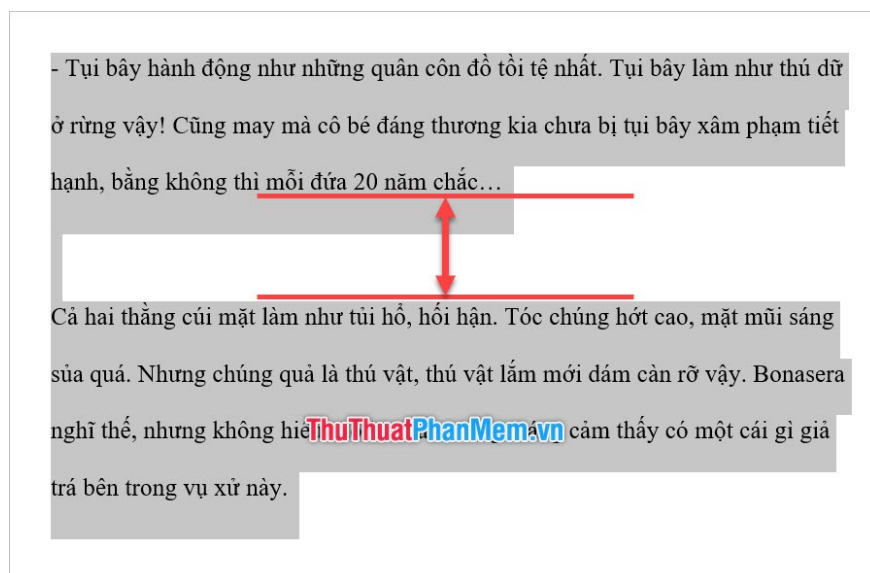 - Tụi bây hành động như những quân côn đồ tồi tệ nhất. Tụi bây làm như thú dữ
ở rừng vậy! Cũng may mà cô bé đáng thương kia chưa bị tụi bây xâm phạm tiết
hạnh, bằng không thì mỗi đứa 20 năm chắc…
Cả hai thằng cúi mặt làm như tủi hổ, hối hận. Tóc chúng hớt cao, mặt mũi sáng
sủa quá. Nhưng chúng quả là thú vật, thú vật lắm mới dám càn rỡ vậy. Bonasera
nghĩ thế, nhưng không ThuThuatPhanMem.vn cảm thấy có một cái gì giả
trá bên trong vụ xử này.